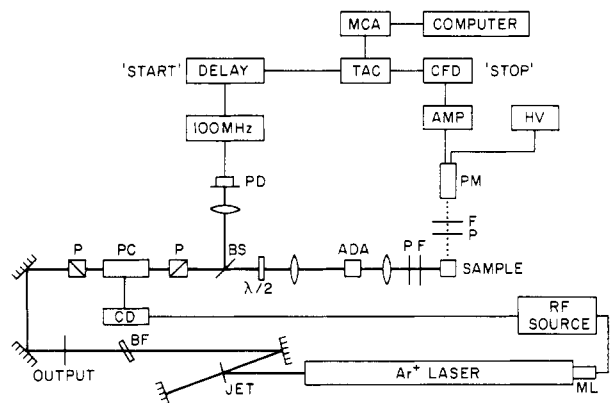 MCA COMPUTER
'START' DELAY TAC CFD 'STOP'
100MHz AMP HV
PD PM
F
P
P PC P BS ADA P F
λ/2 SAMPLE
CD RF SOURCE
BF
OUTPUT JET Ar+ LASER ML